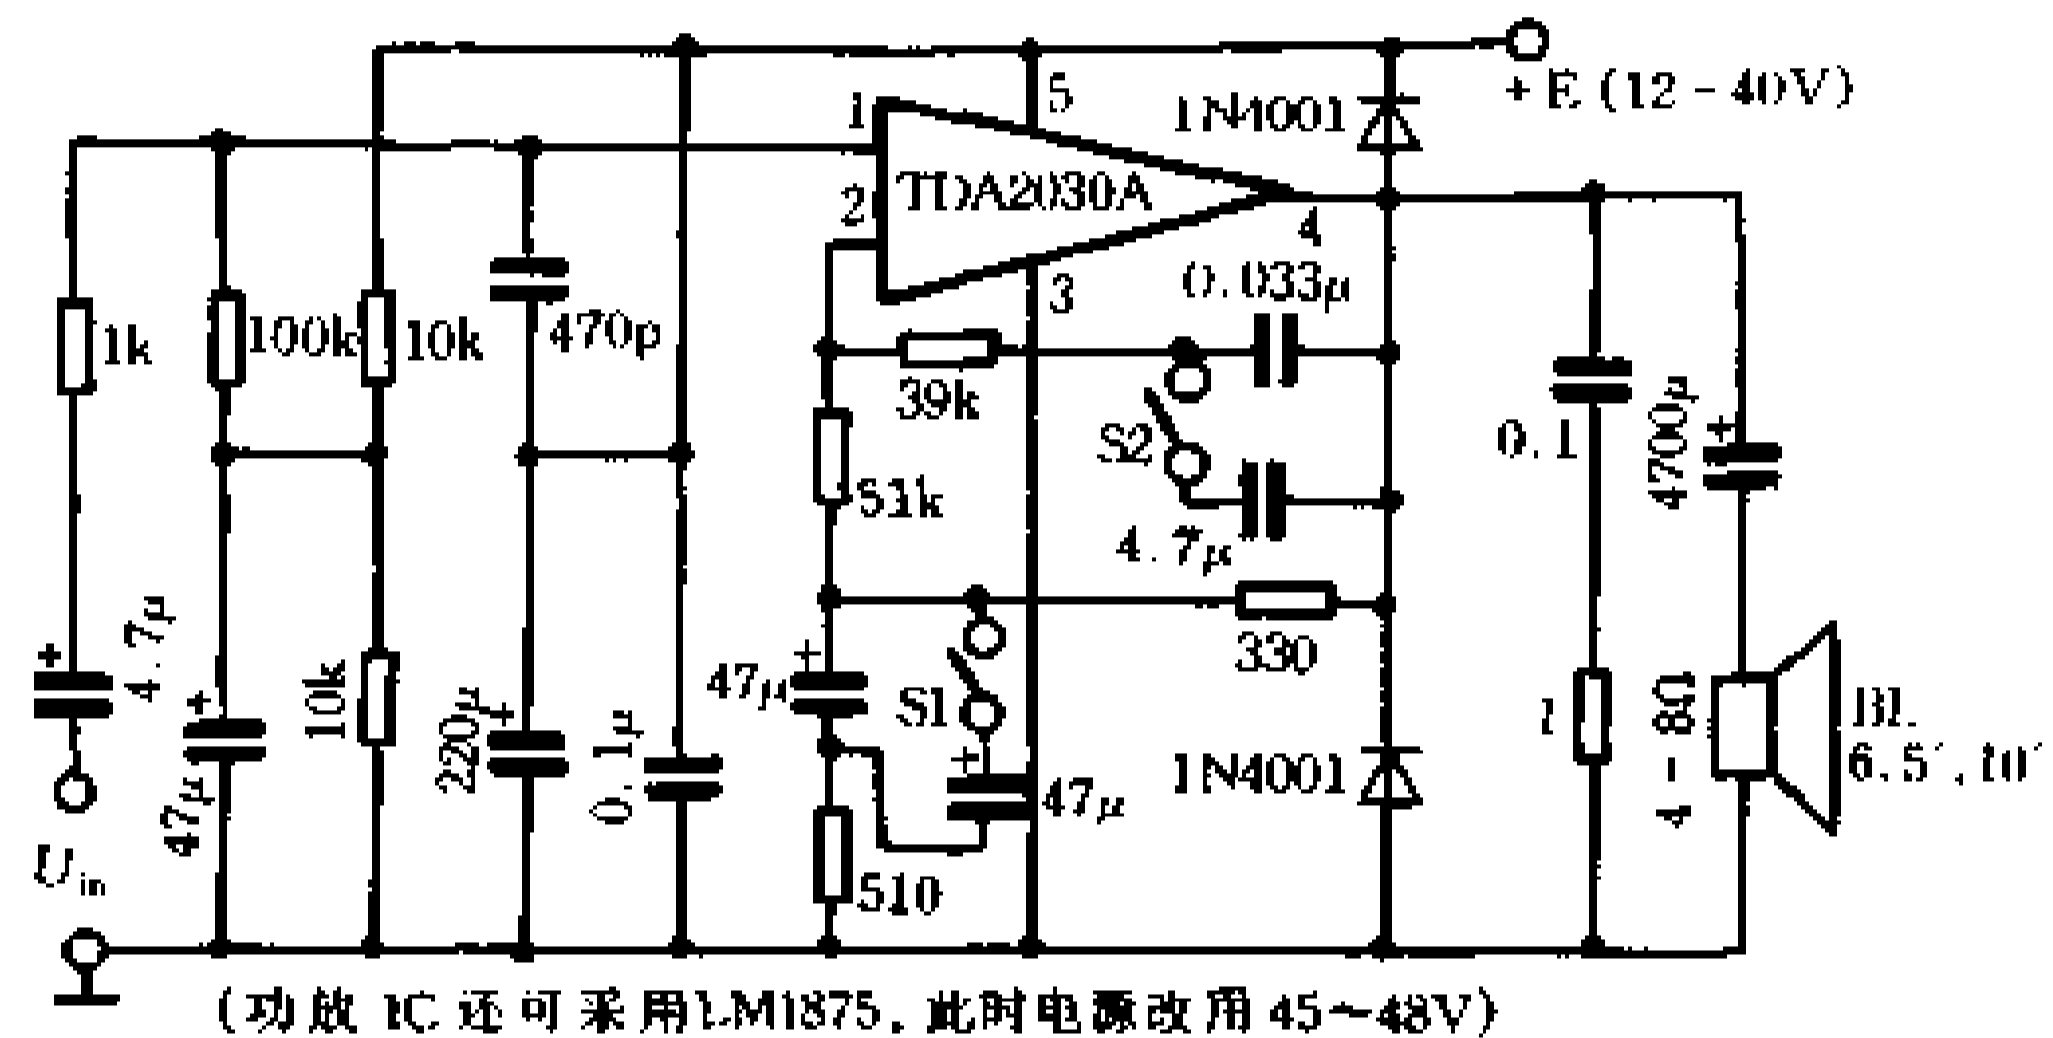 +E (12-40V)
5
1N4001
1
TDA2030A
2
4
3
0.033μ
1k
100k
10k
470p
39k
S2
0.1
4700μ
51k
4.7μ
4.7μ
330
47μ
S1
10k
220μ
0.1μ
47μ
1N4001
47μ
4-8Ω
BL
6.5′,10′
Uin
510
(功放IC还可采用LM1875,此时电源改用45~48V)